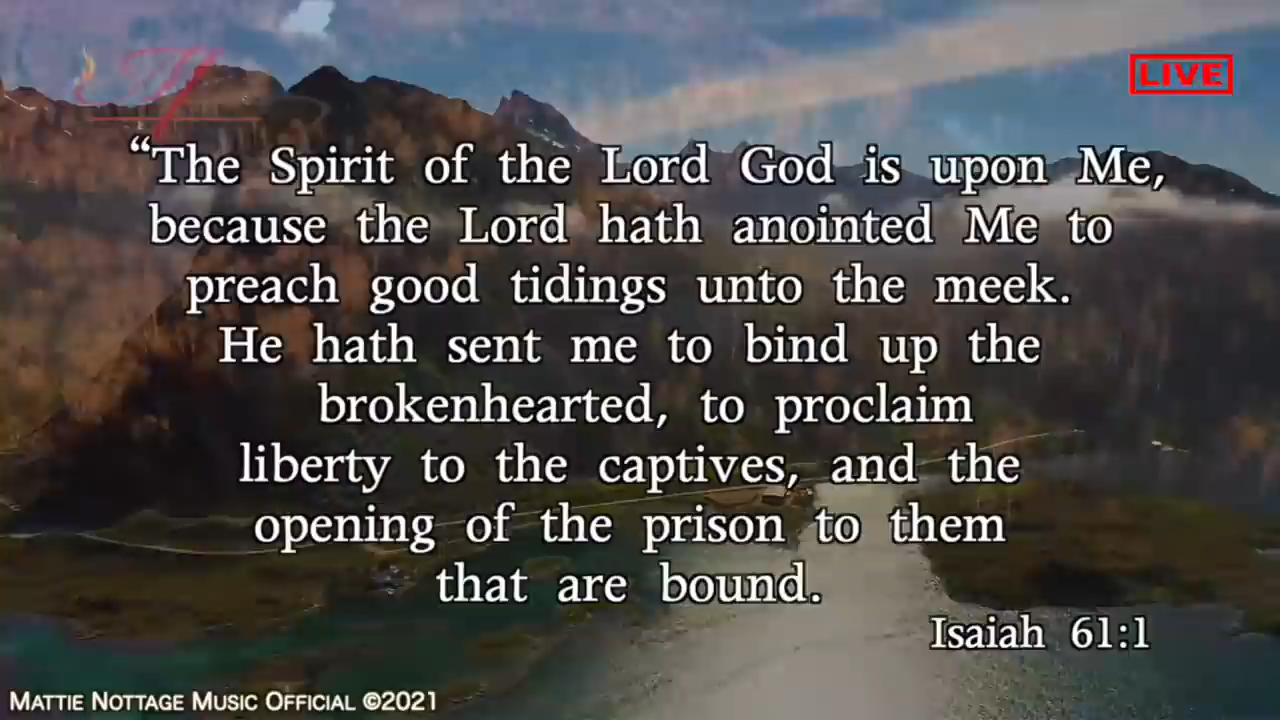 LIVE
“The Spirit of the Lord God is upon Me,
because the Lord hath anointed Me to
preach good tidings unto the meek.
He hath sent me to bind up the
brokenhearted, to proclaim
liberty to the captives, and the
opening of the prison to them
that are bound.
Isaiah 61:1
MATTIE NOTTAGE MUSIC OFFICIAL ©2021